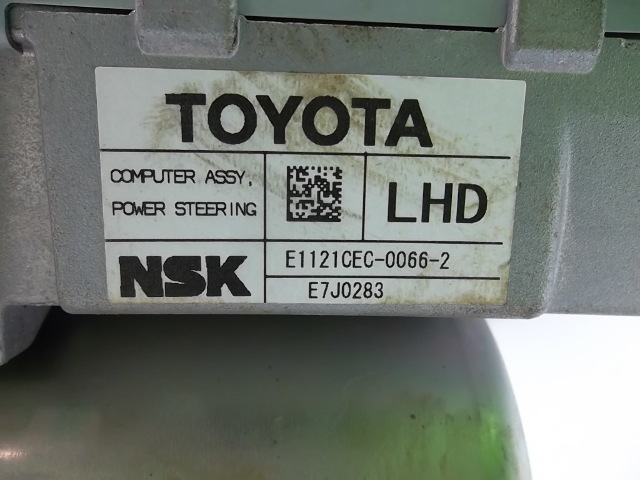 TOYOTA
COMPUTER ASSY,
POWER STEERING
LHD
NSK
E1121CEC-0066-2
E7J0283